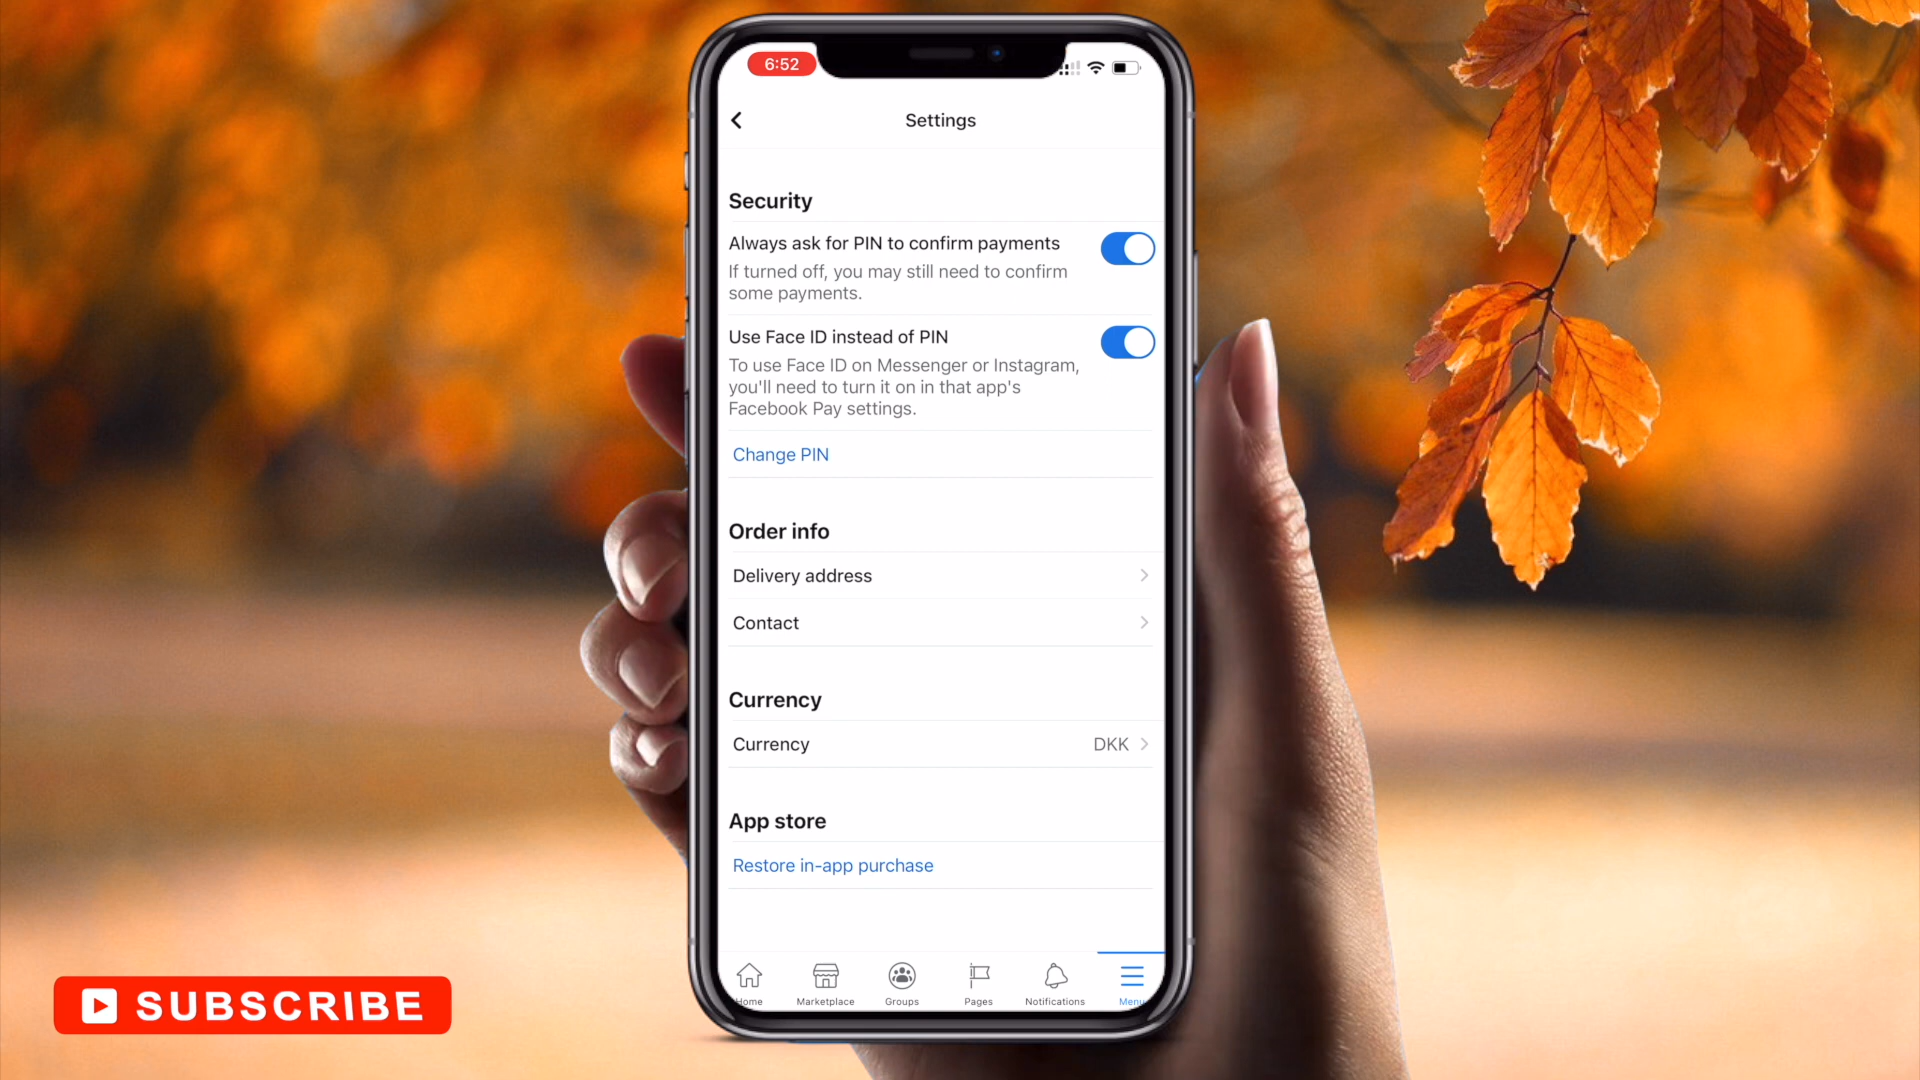 6:52
Settings
Security
Always ask for PIN to confirm payments
If turned off, you may still need to confirm
some payments.
Use Face ID instead of PIN
To use Face ID on Messenger or Instagram,
you'll need to turn it on in that app's
Facebook Pay settings.
Change PIN
Order info
Delivery address
Contact
Currency
Currency DKK
App store
Restore in-app purchase
Home Marketplace Groups Pages Notifications Menu
SUBSCRIBE